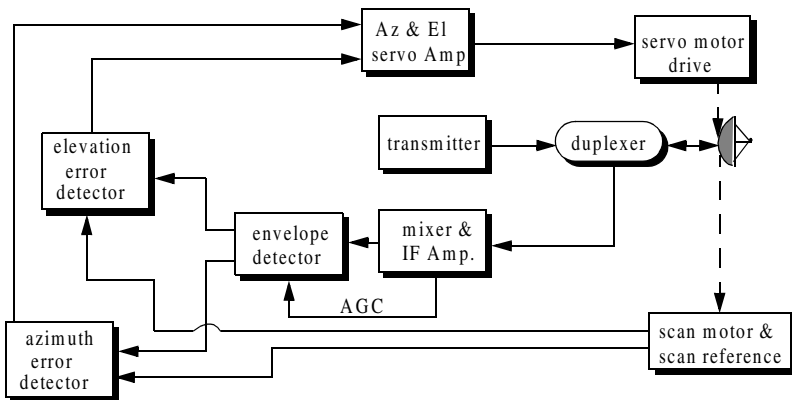 Az & El
servo Amp
servo motor
drive
transmitter
duplexer
elevation
error
detector
envelope
detector
mixer &
IF Amp.
AGC
azimuth
error
detector
scan motor &
scan reference